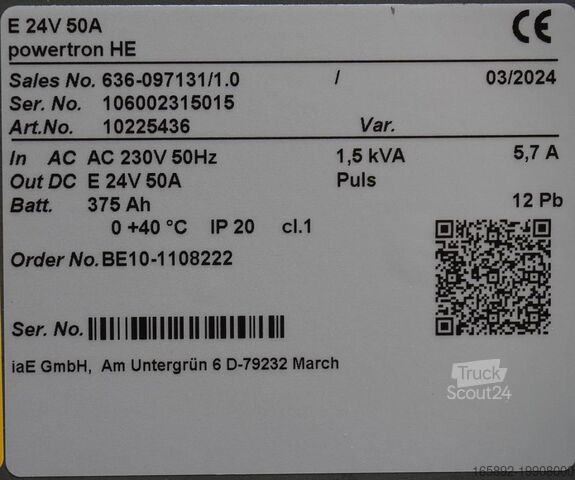 E 24V 50A
powertron HE
CE
Sales No. 636-097131/1.0 / 03/2024
Ser. No. 106002315015
Art.No. 10225436 Var.
In AC AC 230V 50Hz 1,5 kVA 5,7 A
Out DC E 24V 50A Puls
Batt. 375 Ah 12 Pb
0 +40 °C IP 20 cl.1
Order No. BE10-1108222
Ser. No.
iaE GmbH, Am Untergrün 6 D-79232 March
Truck
Scout24